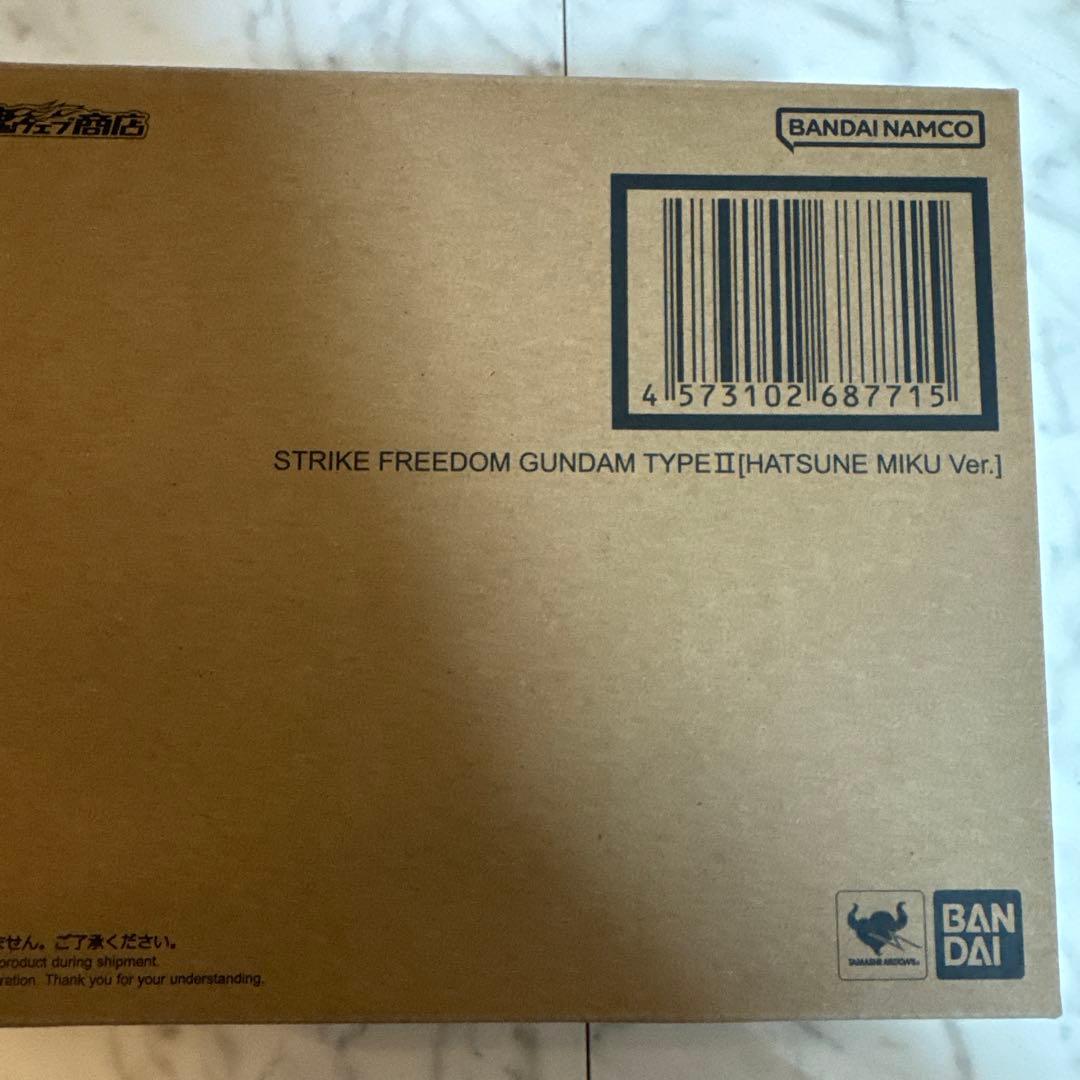 魂ウェブ商店
BANDAI NAMCO
4 573102 687715
STRIKE FREEDOM GUNDAM TYPEⅡ[HATSUNE MIKU Ver.]
ません。ご了承ください。
product during shipment.
ration. Thank you for your understanding.
TAMASHII NATIONS
BAN
DAI